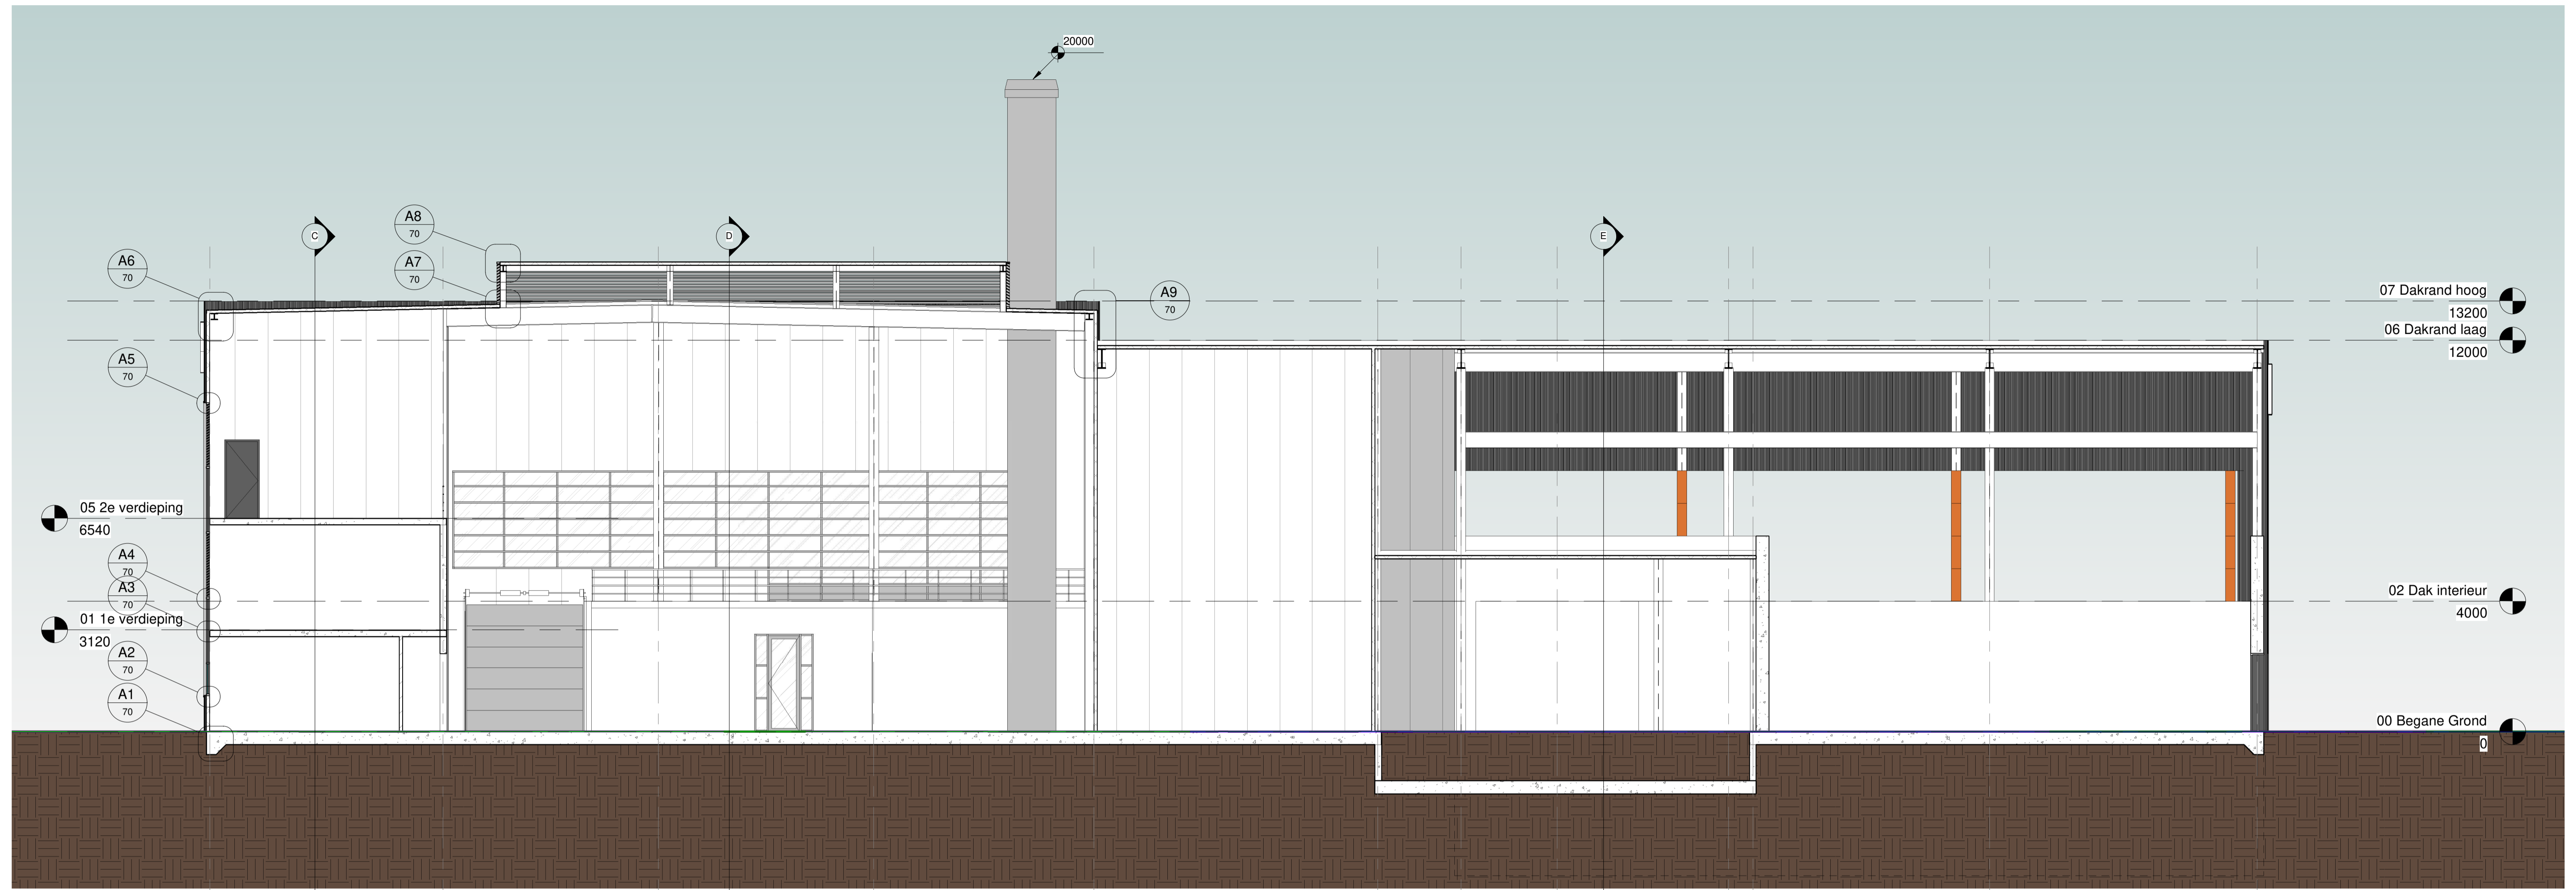 20000
C
D
E
A8
70
A6
70
A7
70
A9
70
07 Dakrand hoog
13200
06 Dakrand laag
12000
A5
70
05 2e verdieping
6540
A4
70
A3
70
01 1e verdieping
3120
02 Dak interieur
4000
A2
70
A1
70
00 Begane Grond
0